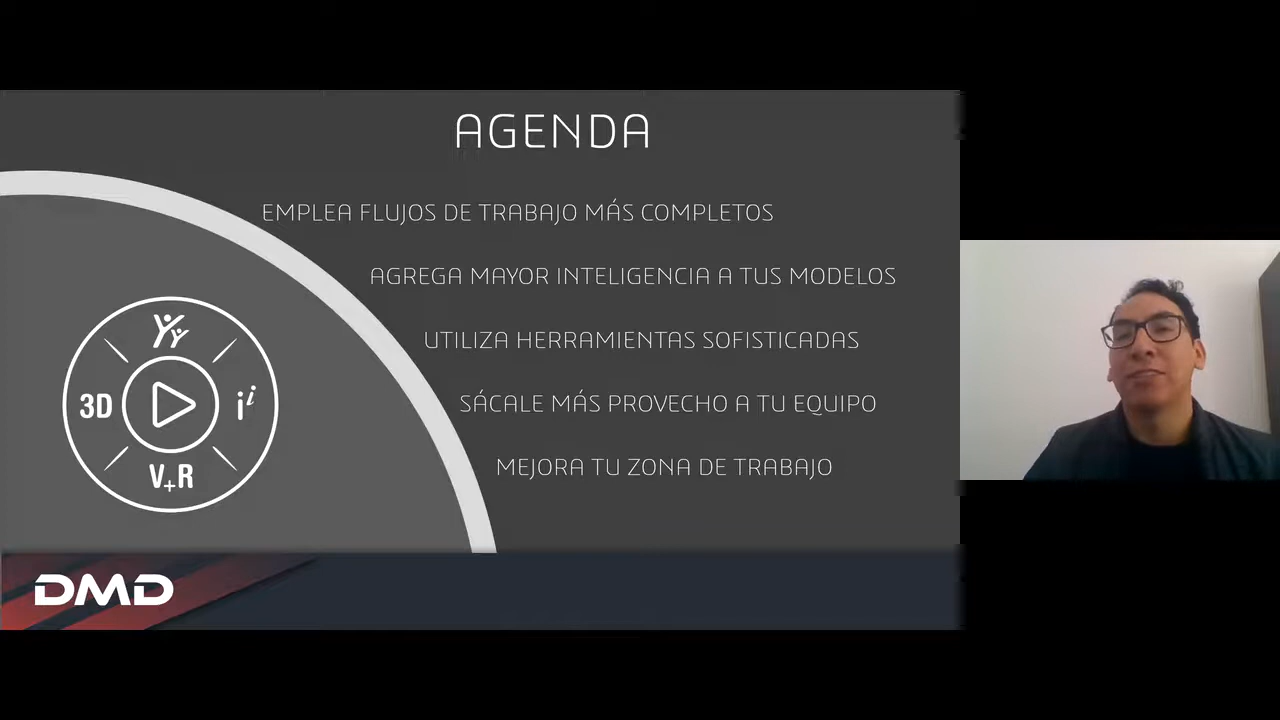 AGENDA
EMPLEA FLUJOS DE TRABAJO MÁS COMPLETOS
AGREGA MAYOR INTELIGENCIA A TUS MODELOS
UTILIZA HERRAMIENTAS SOFISTICADAS
SÁCALE MÁS PROVECHO A TU EQUIPO
MEJORA TU ZONA DE TRABAJO
3D
i i
V+R
DMD